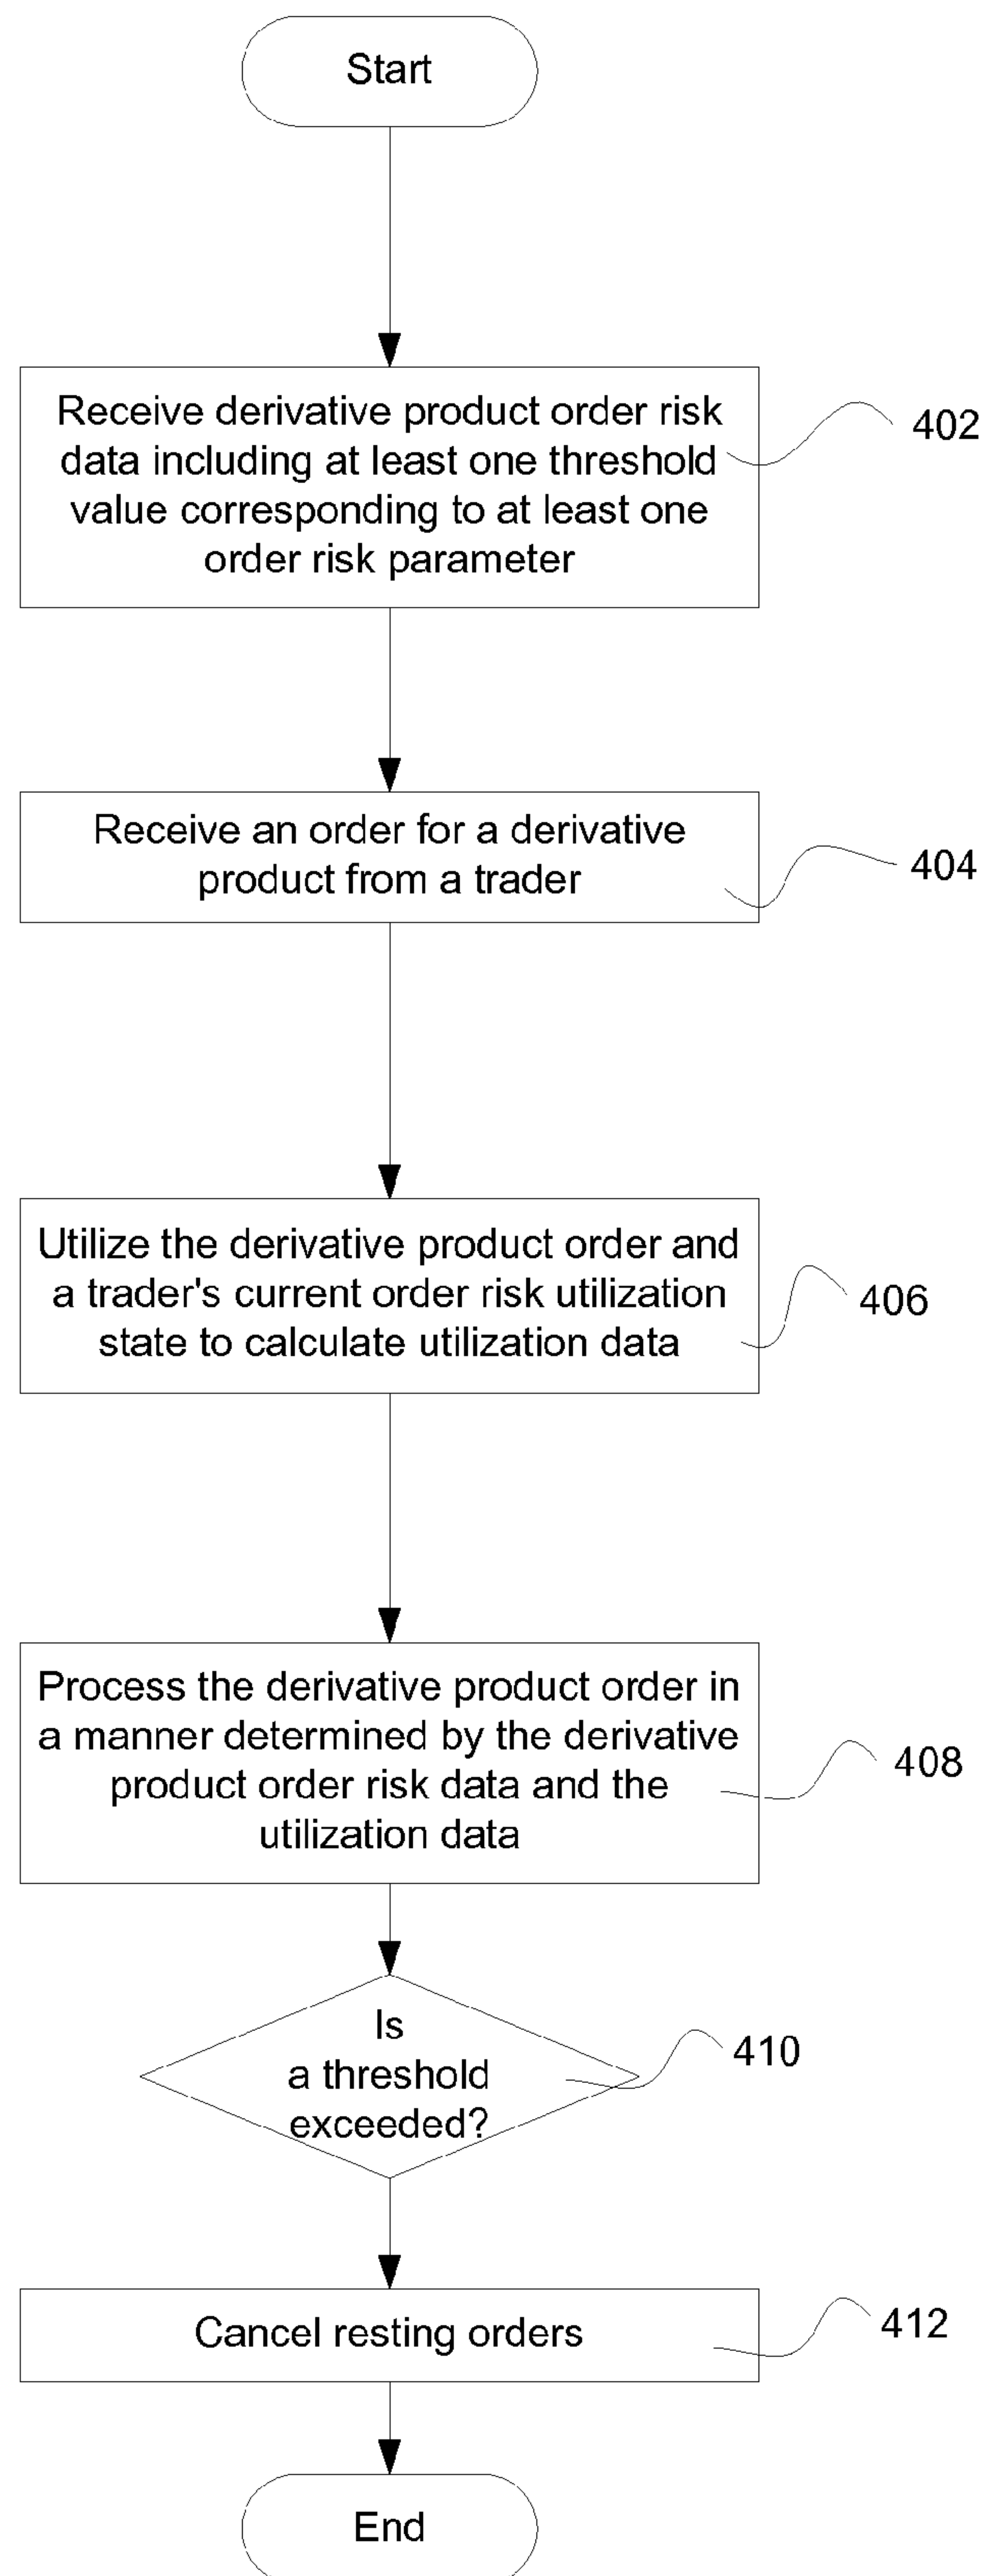 Start
Receive derivative product order risk
data including at least one threshold
value corresponding to at least one
order risk parameter
402
Receive an order for a derivative
product from a trader
404
Utilize the derivative product order and
a trader's current order risk utilization
state to calculate utilization data
406
Process the derivative product order in
a manner determined by the derivative
product order risk data and the
utilization data
408
Is
a threshold
exceeded?
410
Cancel resting orders
412
End